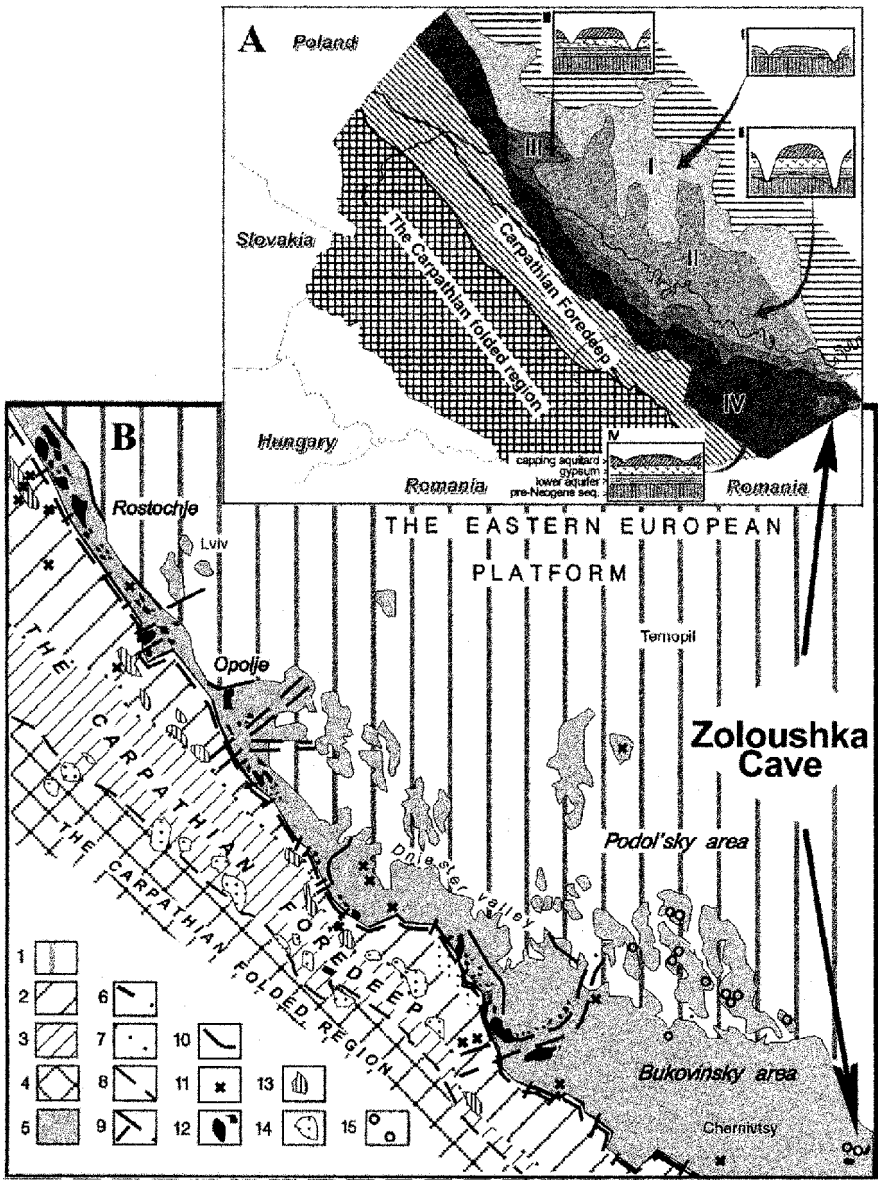 A
Poland
Slovakia
Hungary
Romania
Romania
The Carpathian folded region
Carpathian Foredeep
I
II
III
IV
I
II
IV
capping aquitard >
gypsum >
lower aquifer >
pre-Neogene seq. >
B
Rostochje
Lviv
Opolje
THE EASTERN EUROPEAN
PLATFORM
Ternopil
Zoloushka
Cave
Podol'sky area
Dniester valley
Bukovinsky area
Chernivtsy
THE CARPATHIAN FOREDEEP
THE CARPATHIAN FOLDED REGION
1
2
3
4
5
6
7
8
9
10
11
12
13
14
15